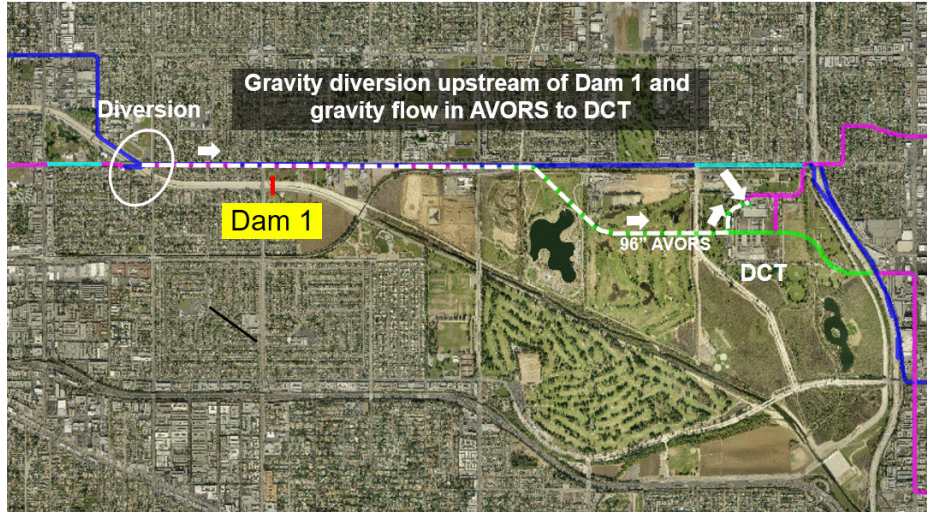 Gravity diversion upstream of Dam 1 and
gravity flow in AVORS to DCT
Diversion
Dam 1
96" AVORS
DCT